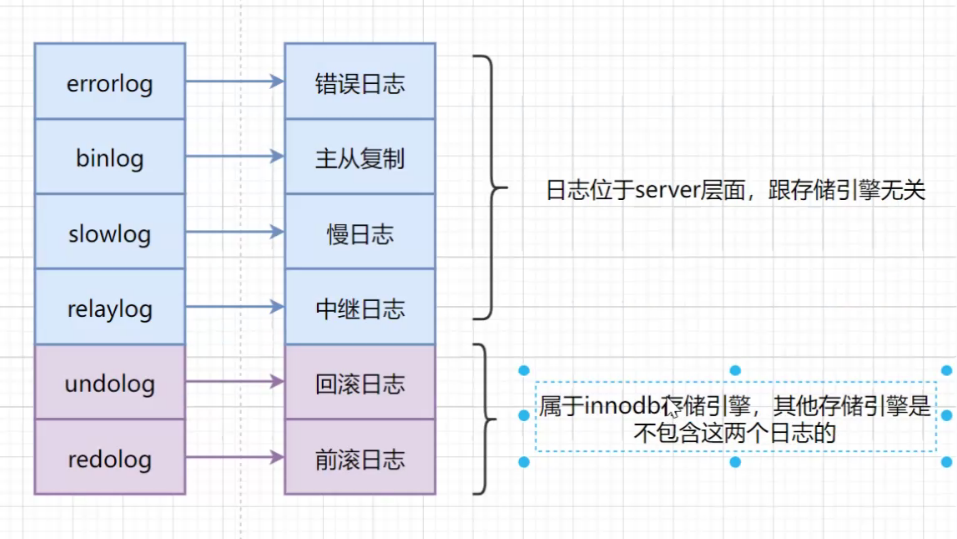 errorlog
错误日志
binlog
主从复制
日志位于server层面，跟存储引擎无关
slowlog
慢日志
relaylog
中继日志
undolog
回滚日志
属于innodb存储引擎，其他存储引擎是
不包含这两个日志的
redolog
前滚日志